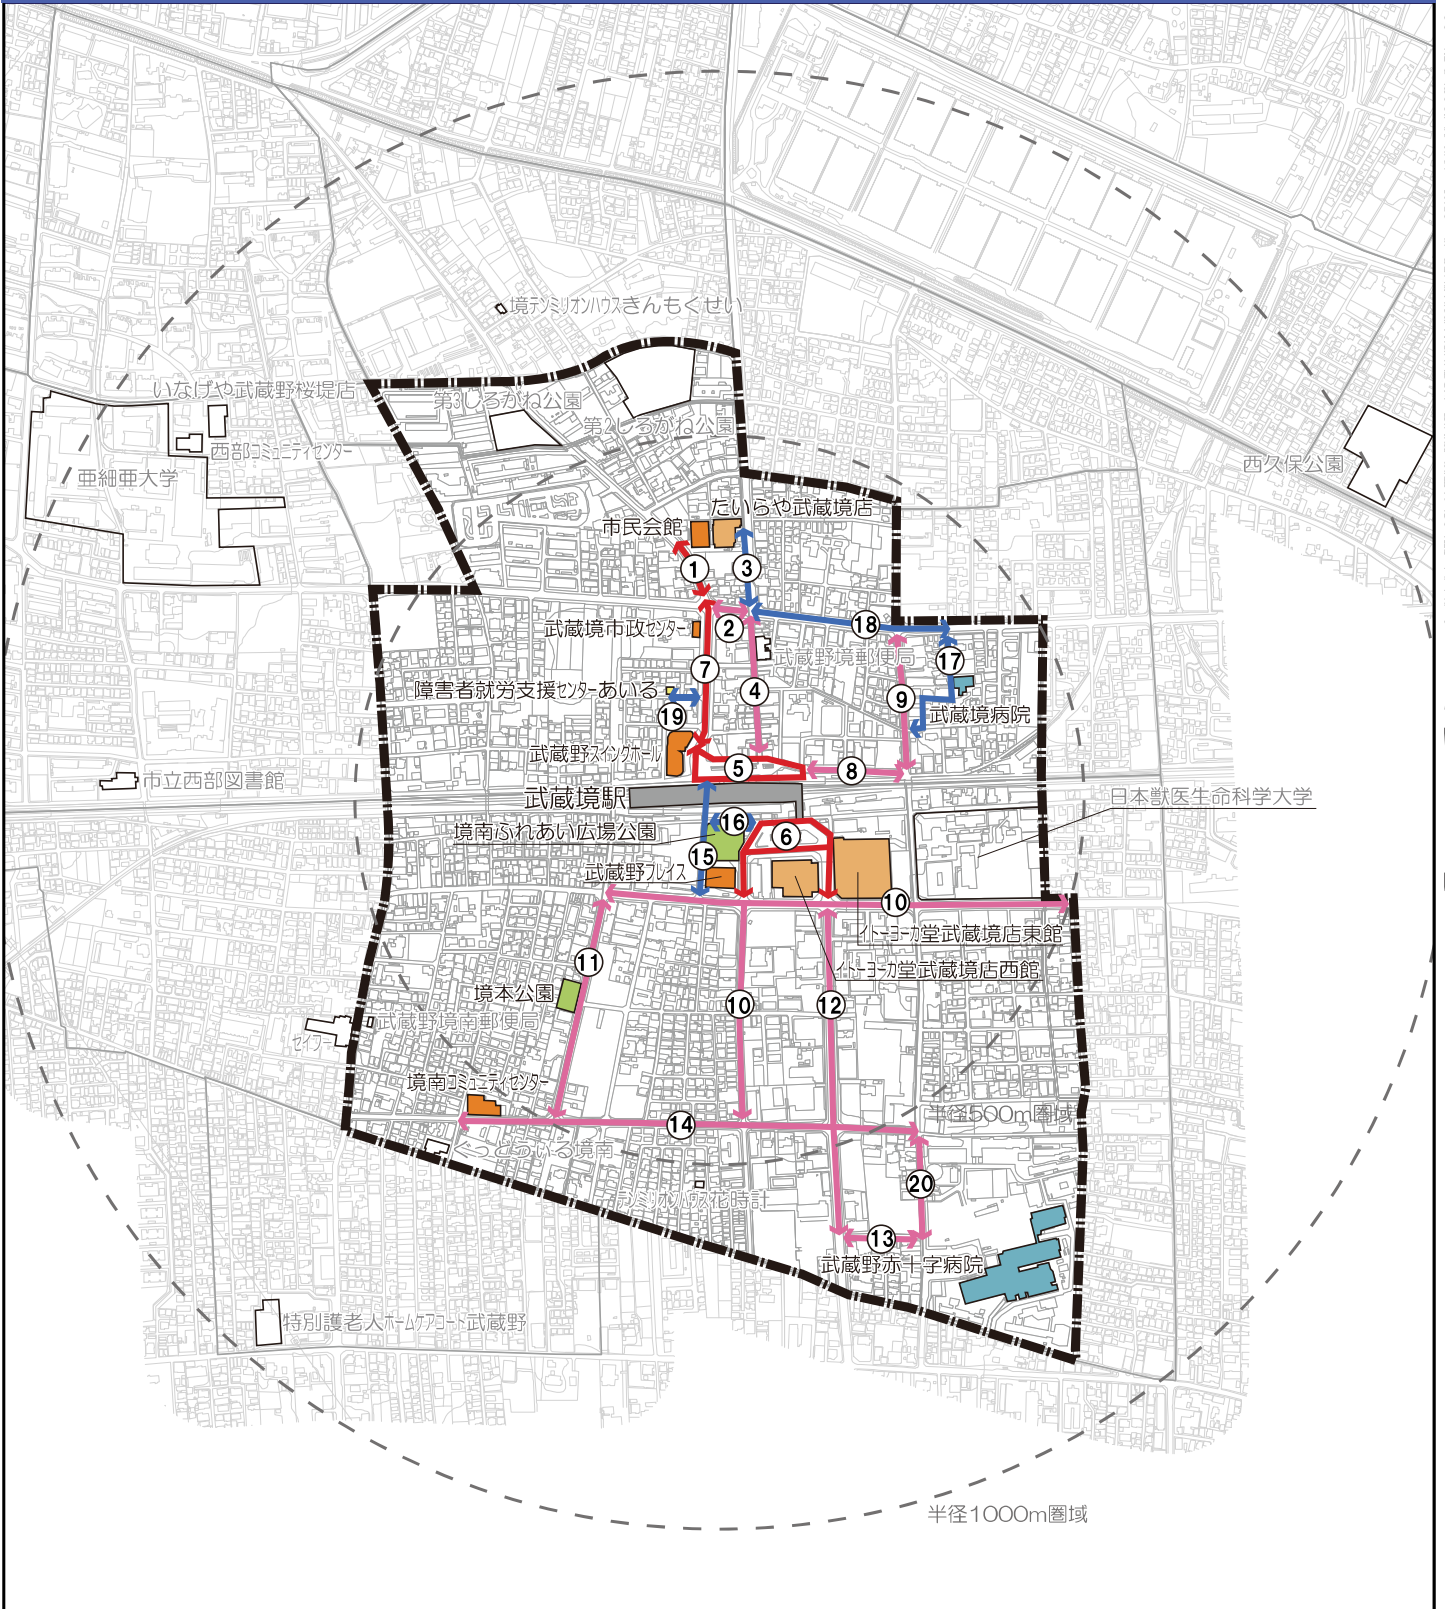 境テンミリオンハウスきんもくせい
いなげや武蔵野桜堤店
第3しろがね公園
第2しろがね公園
西部コミュニティセンター
亜細亜大学
西久保公園
たいらや武蔵境店
市民会館
1
3
武蔵境市政センター
2
18
武蔵野境郵便局
17
7
障害者就労支援センターあいる
4
9
19
武蔵境病院
武蔵野スイングホール
5
8
市立西部図書館
武蔵境駅
日本獣医生命科学大学
境南ふれあい広場公園
16
6
15
武蔵野プレイス
10
イトーヨーカ堂武蔵境店東館
11
イトーヨーカ堂武蔵境店西館
境本公園
10
12
武蔵野境南郵便局
セイフー
境南コミュニティセンター
半径500m圏域
14
ぐっどうぃる境南
20
テンミリオンハウス花時計
13
武蔵野赤十字病院
特別護老人ホームケアコート武蔵野
半径1000m圏域